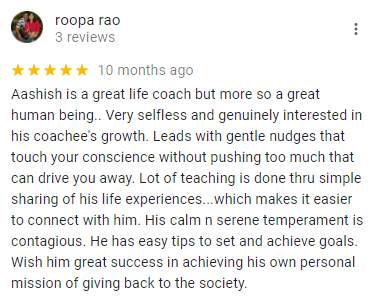 roopa rao
3 reviews
10 months ago
Aashish is a great life coach but more so a great
human being.. Very selfless and genuinely interested in
his coachee's growth. Leads with gentle nudges that
touch your conscience without pushing too much that
can drive you away. Lot of teaching is done thru simple
sharing of his life experiences...which makes it easier
to connect with him. His calm n serene temperament is
contagious. He has easy tips to set and achieve goals.
Wish him great success in achieving his own personal
mission of giving back to the society.